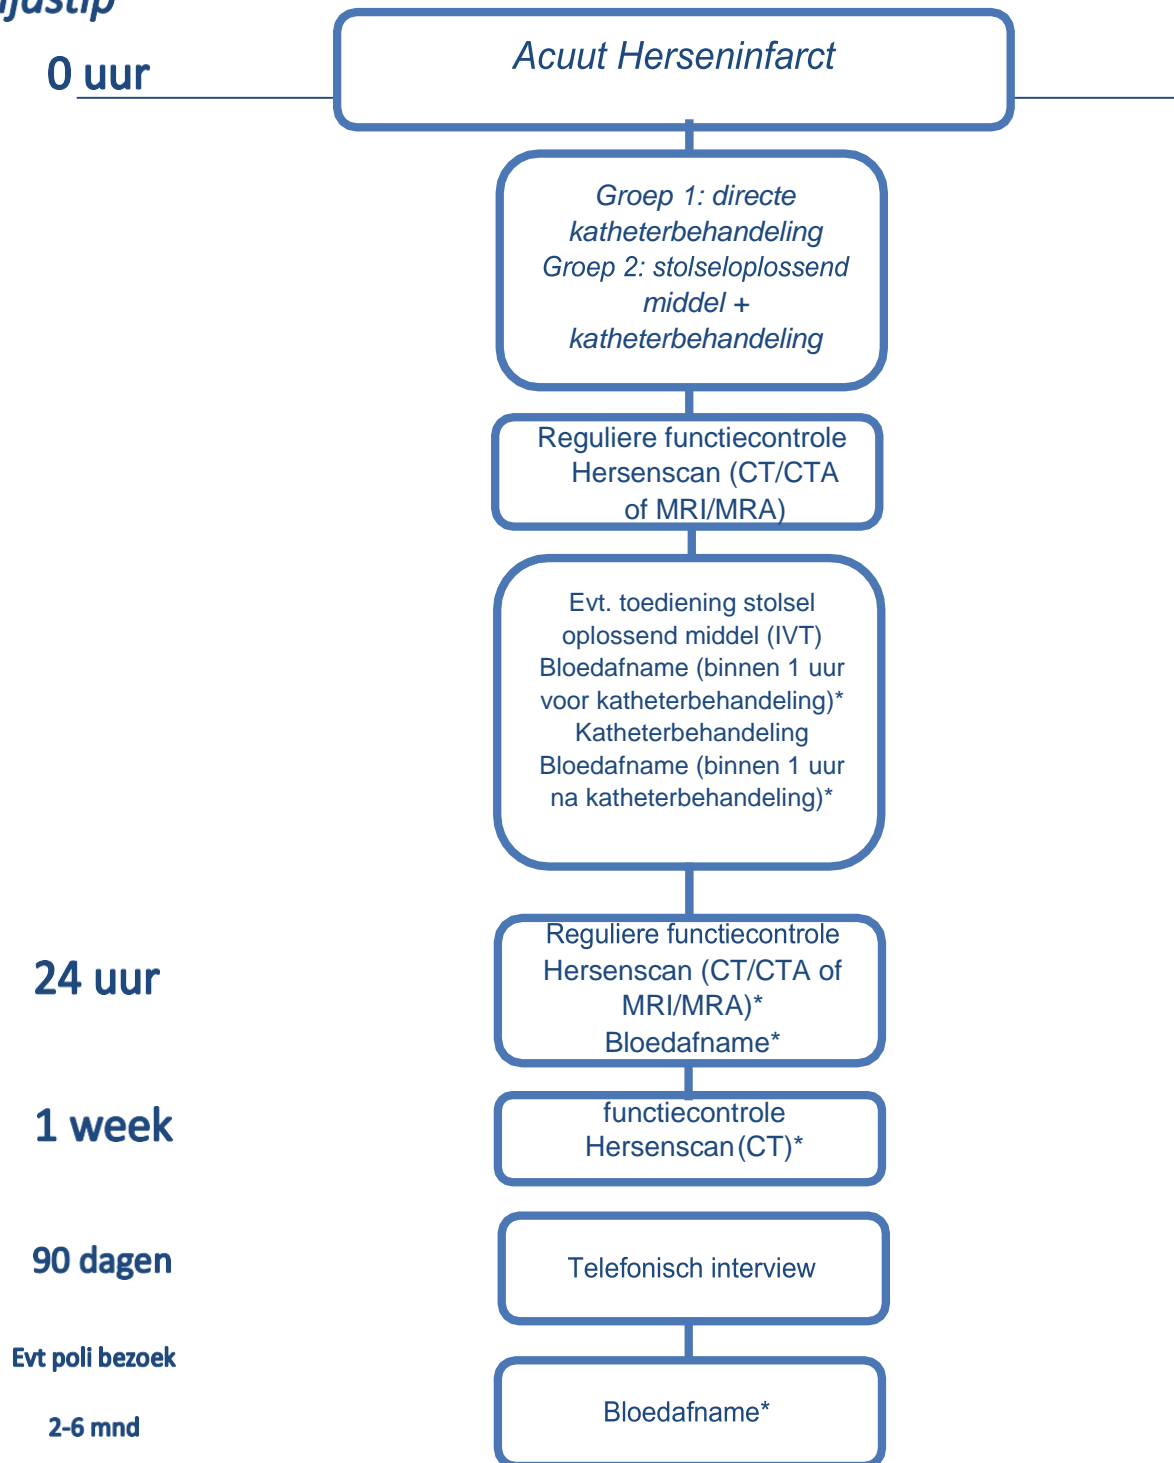 0 uur
Acuut Herseninfarct
Groep 1: directe
katheterbehandeling
Groep 2: stolseloplossend
middel +
katheterbehandeling
Reguliere functiecontrole
Hersenscan (CT/CTA
of MRI/MRA)
Evt. toediening stolsel
oplossend middel (IVT)
Bloedafname (binnen 1 uur
voor katheterbehandeling)*
Katheterbehandeling
Bloedafname (binnen 1 uur
na katheterbehandeling)*
24 uur
Reguliere functiecontrole
Hersenscan (CT/CTA of
MRI/MRA)*
Bloedafname*
1 week
functiecontrole
Hersenscan (CT)*
90 dagen
Telefonisch interview
Evt poli bezoek
2-6 mnd
Bloedafname*